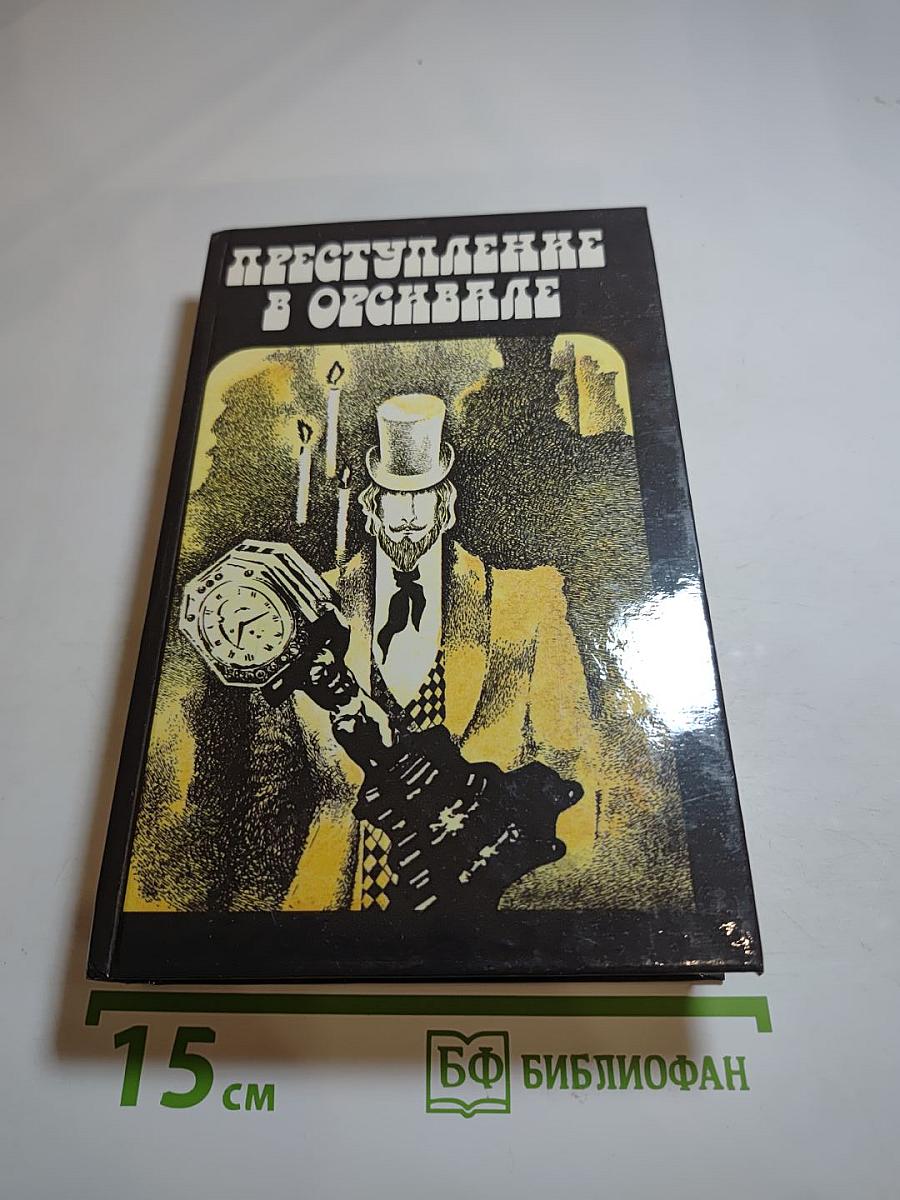 ПРЕСТУПЛЕНИЕ
В ОРСИВАЛЕ
15 см
БФ БИБЛИОФАН